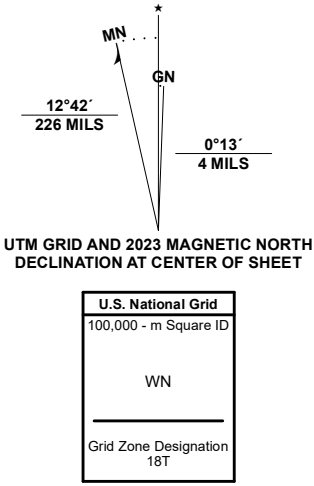 ★
MN
GN
12°42´
226 MILS
0°13´
4 MILS
UTM GRID AND 2023 MAGNETIC NORTH
DECLINATION AT CENTER OF SHEET
U.S. National Grid
100,000 - m Square ID
WN
Grid Zone Designation
18T